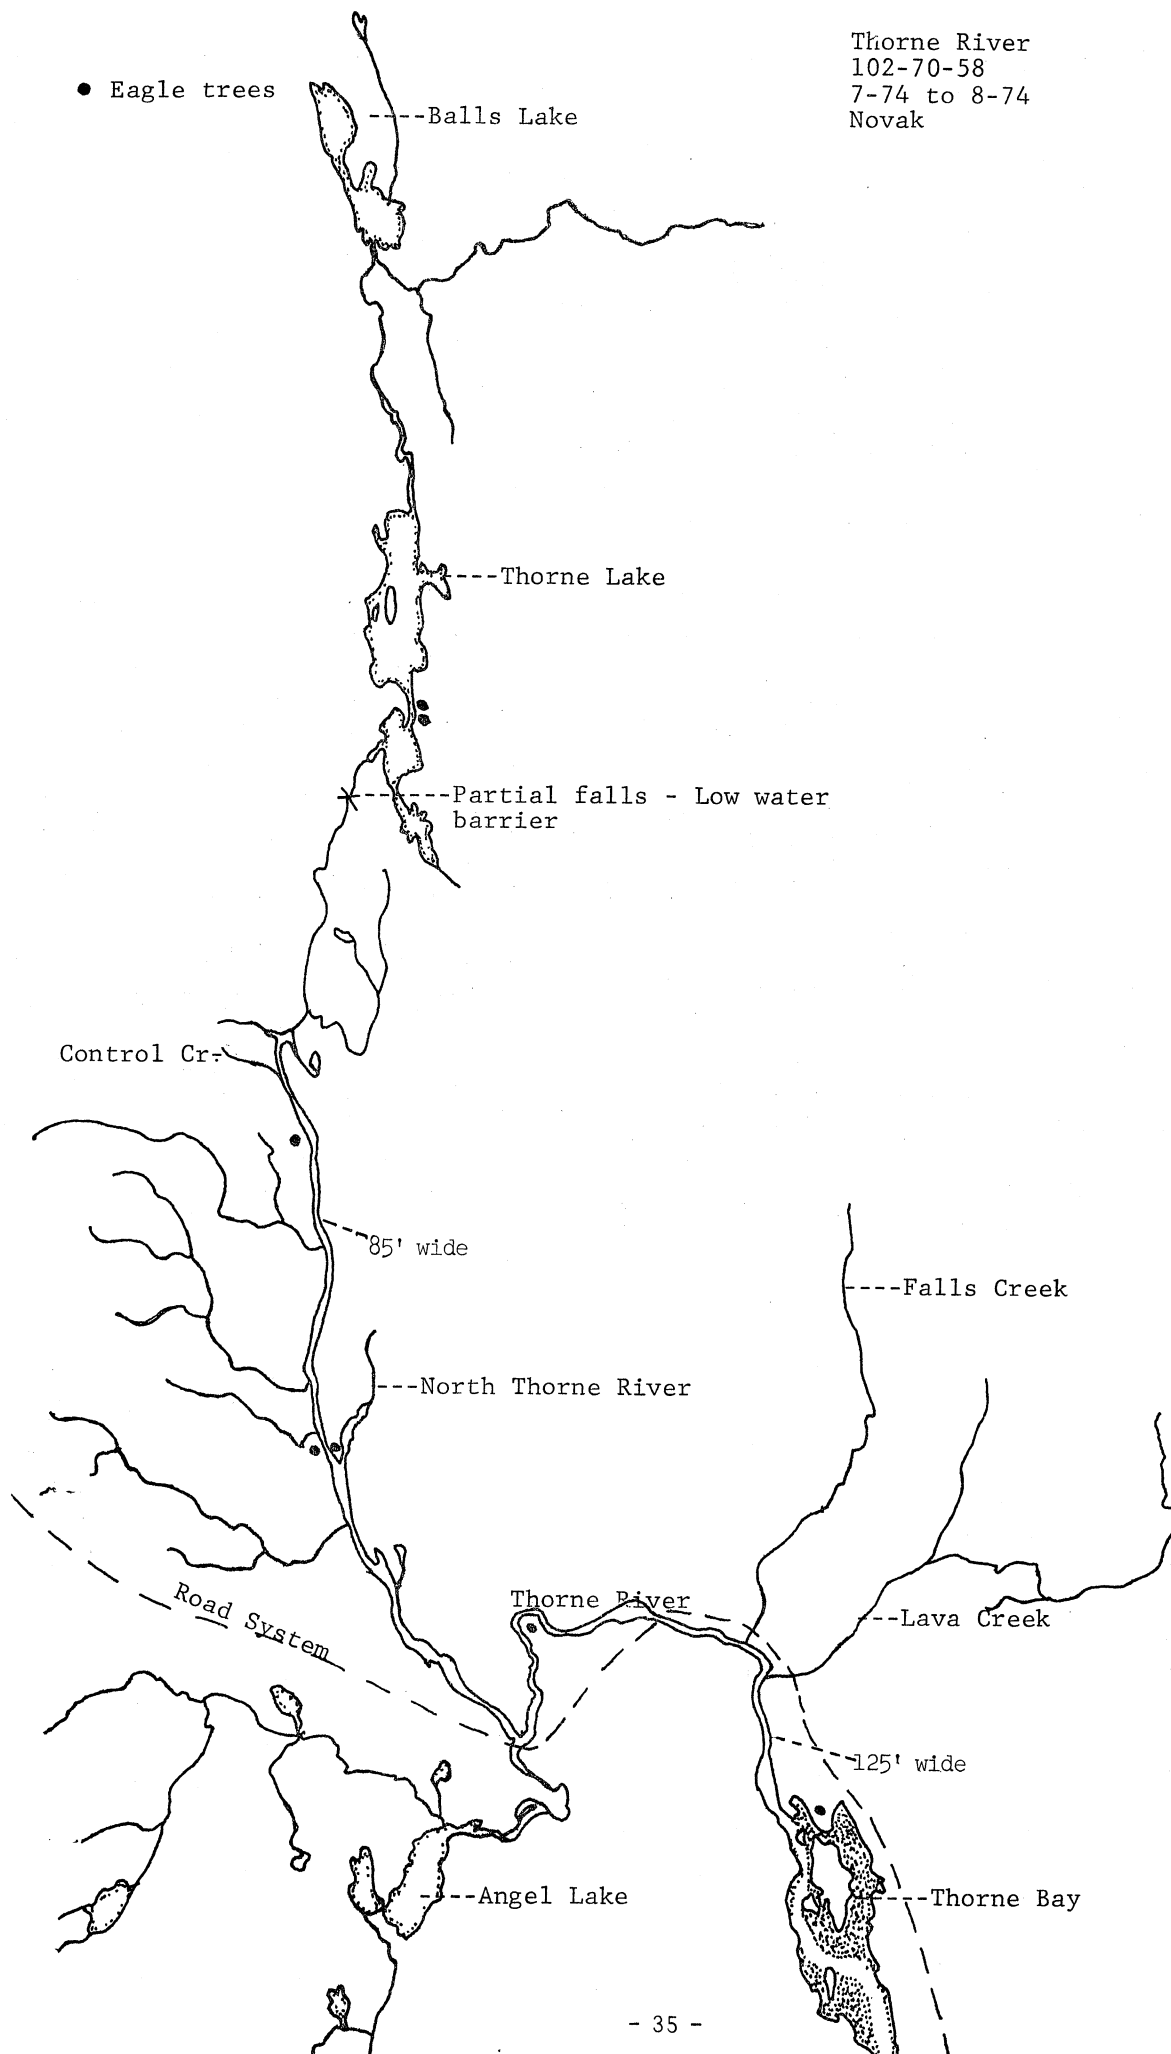 Thorne River
102-70-58
7-74 to 8-74
Novak
Eagle trees
Balls Lake
Thorne Lake
Partial falls - Low water
barrier
Control Cr.
85' wide
Falls Creek
North Thorne River
Road System
Thorne River
Lava Creek
125' wide
Angel Lake
Thorne Bay
- 35 -